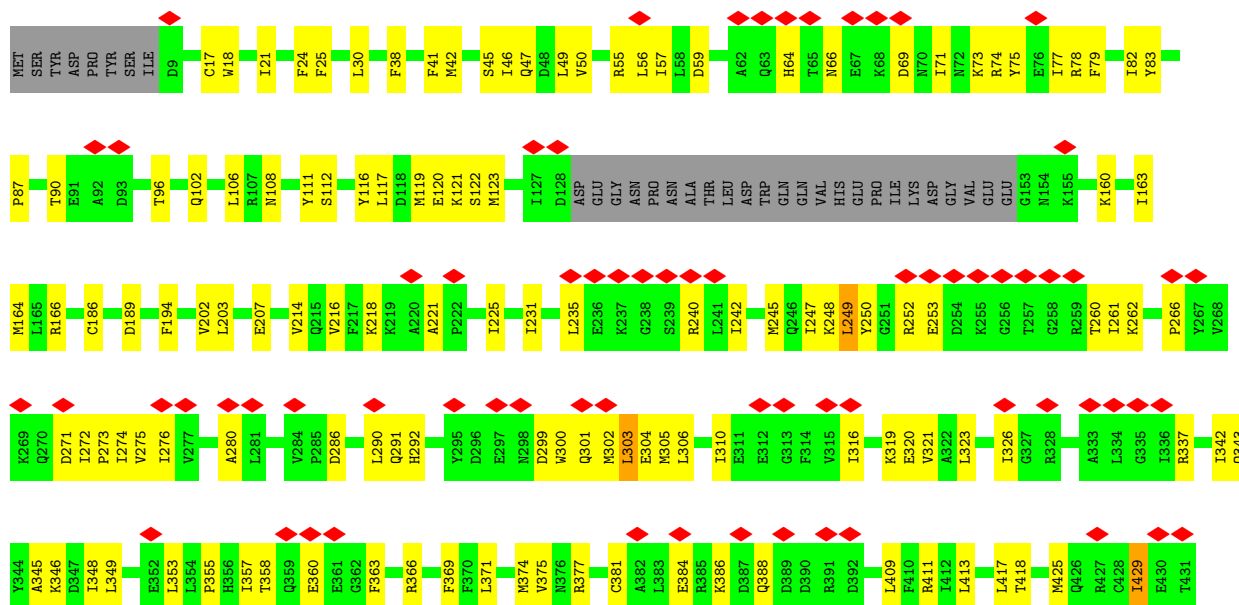 MET SER TYR ASP PRO TYR SER ILE D9 C17 W18 I21 F24 F25 L30 F38 F41 M42 S45 I46 Q47 D48 L49 V50 R55 L56 I57 L58 D59 A62 Q63 H64 T65 N66 E67 K68 D69 N70 I71 N72 K73 R74 Y75 E76 I77 R78 F79 I82 Y83
P87 T90 E91 A92 D93 T96 Q102 L106 R107 N108 Y111 S112 Y116 L117 D118 M119 E120 K121 S122 M123 I127 D128 ASP GLU GLY ASN PRO ASN ALA THR LEU ASP TRP GLN GLN VAL HIS GLU PRO ILE LYS ASP GLY VAL GLU GLU G153 N154 K155 K160 I163
M164 L165 R166 C186 D189 F194 V202 L203 E207 V214 Q215 V216 F217 K218 K219 A220 A221 P222 I225 I231 L235 E236 K237 G238 S239 R240 L241 I242 M245 Q246 I247 K248 L249 Y250 G251 R252 E253 D254 K255 G256 T257 G258 R259 T260 I261 K262 P266 Y267 V268
K269 Q270 D271 I272 P273 I274 V275 I276 V277 A280 L281 V284 P285 D286 L290 Q291 H292 Y295 D296 E297 N298 D299 W300 Q301 M302 L303 E304 M305 L306 I310 E311 E312 G313 F314 V315 I316 K319 E320 V321 A322 L323 I326 G327 R328 A333 L334 G335 I336 R337 I342 Q343
Y344 A345 K346 D347 I348 L349 E352 L353 L354 P355 H356 I357 T358 Q359 E360 E361 G362 F363 R366 F369 F370 L371 M374 V375 N376 R377 C381 A382 L383 E384 R385 K386 D387 Q388 D389 D390 R391 D392 L409 F410 R411 I412 L413 L417 T418 M425 Q426 R427 C428 I429 E430 T431